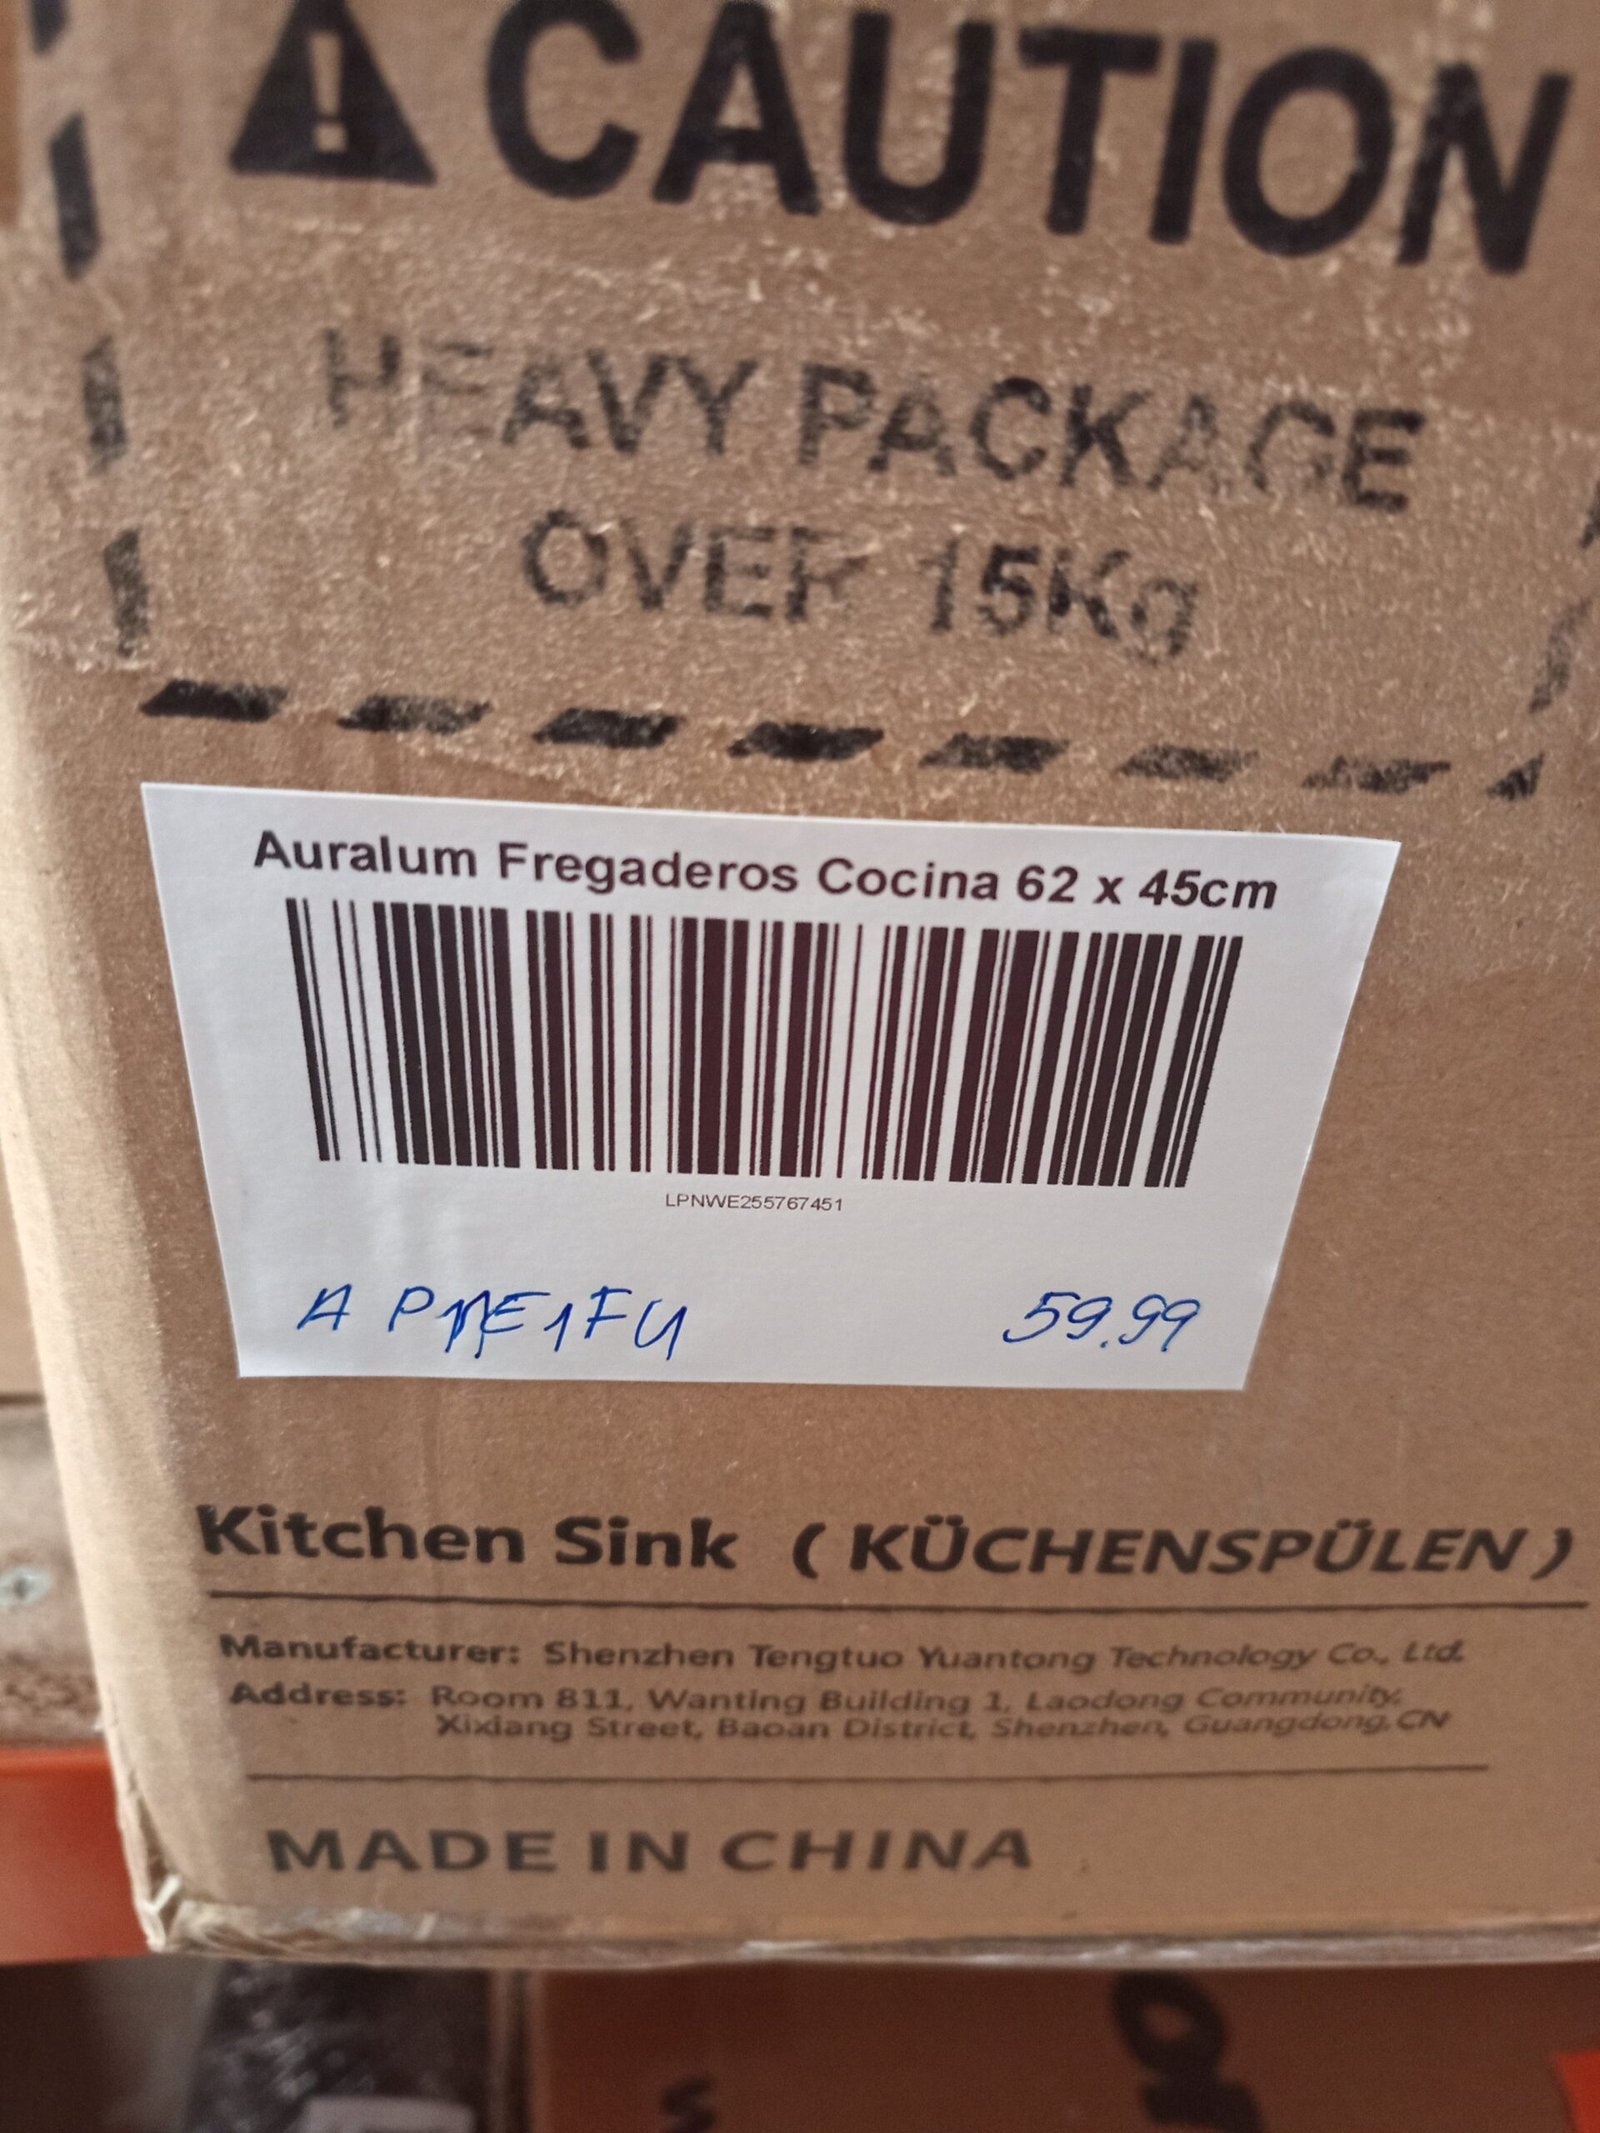 CAUTION
HEAVY PACKAGE
OVER 15Kg
Auralum Fregaderos Cocina 62 x 45cm
LPNWE255767451
59.99
Kitchen Sink ( KÜCHENSPÜLEN )
Manufacturer: Shenzhen Tengtuo Yuantong Technology Co., Ltd.
Address: Room 811, Wanting Building 1, Laodong Community,
Xixiang Street, Baoan District, Shenzhen, Guangdong,CN
MADE IN CHINA